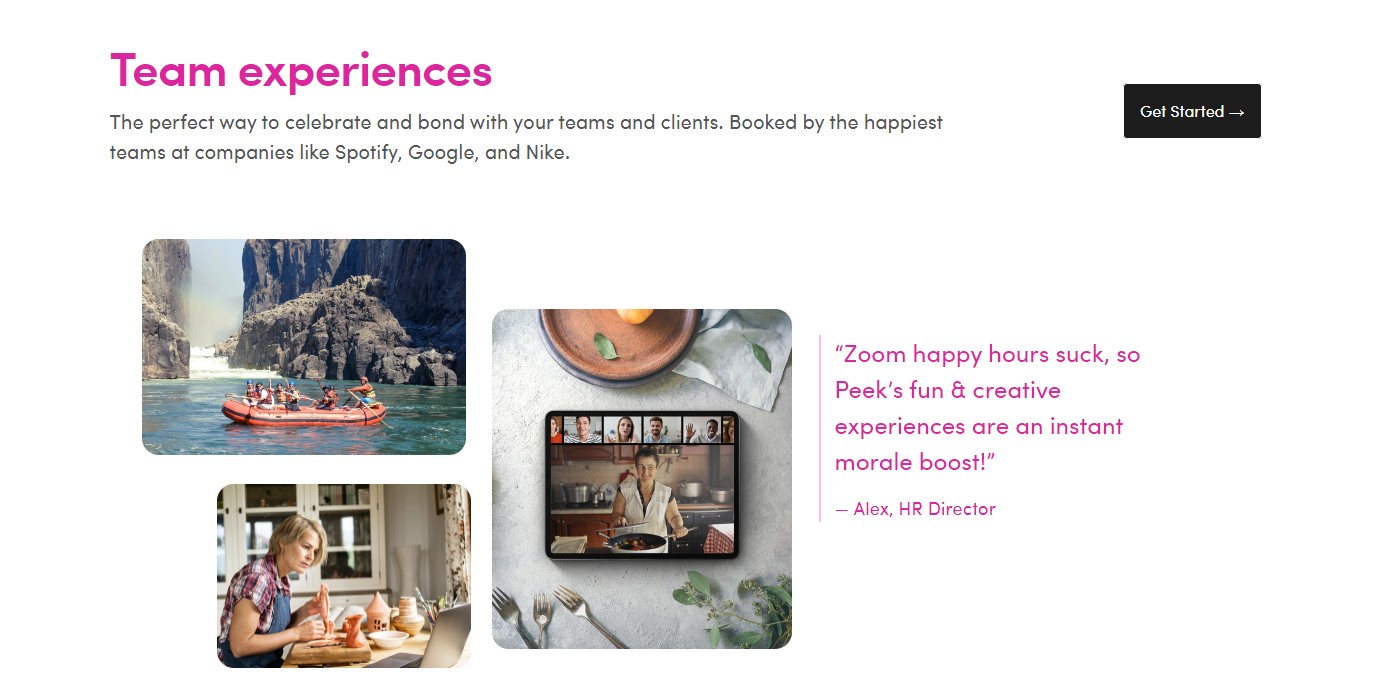 Team experiences
The perfect way to celebrate and bond with your teams and clients. Booked by the happiest
teams at companies like Spotify, Google, and Nike.
Get Started →
“Zoom happy hours suck, so
Peek’s fun & creative
experiences are an instant
morale boost!”
— Alex, HR Director